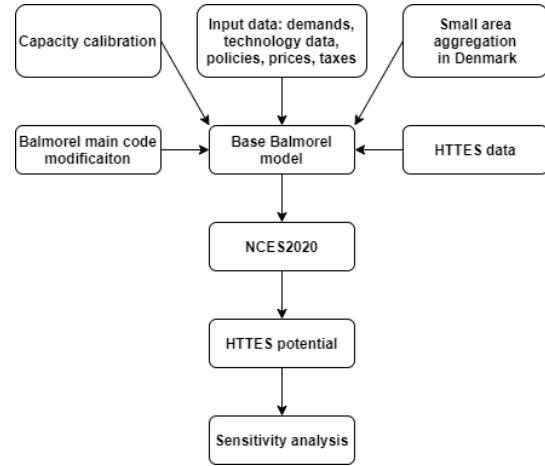 Capacity calibration
Input data: demands,
technology data,
policies, prices, taxes
Small area
aggregation
in Denmark
Balmorel main code
modificaiton
Base Balmorel
model
HTTES data
NCES2020
HTTES potential
Sensitivity analysis